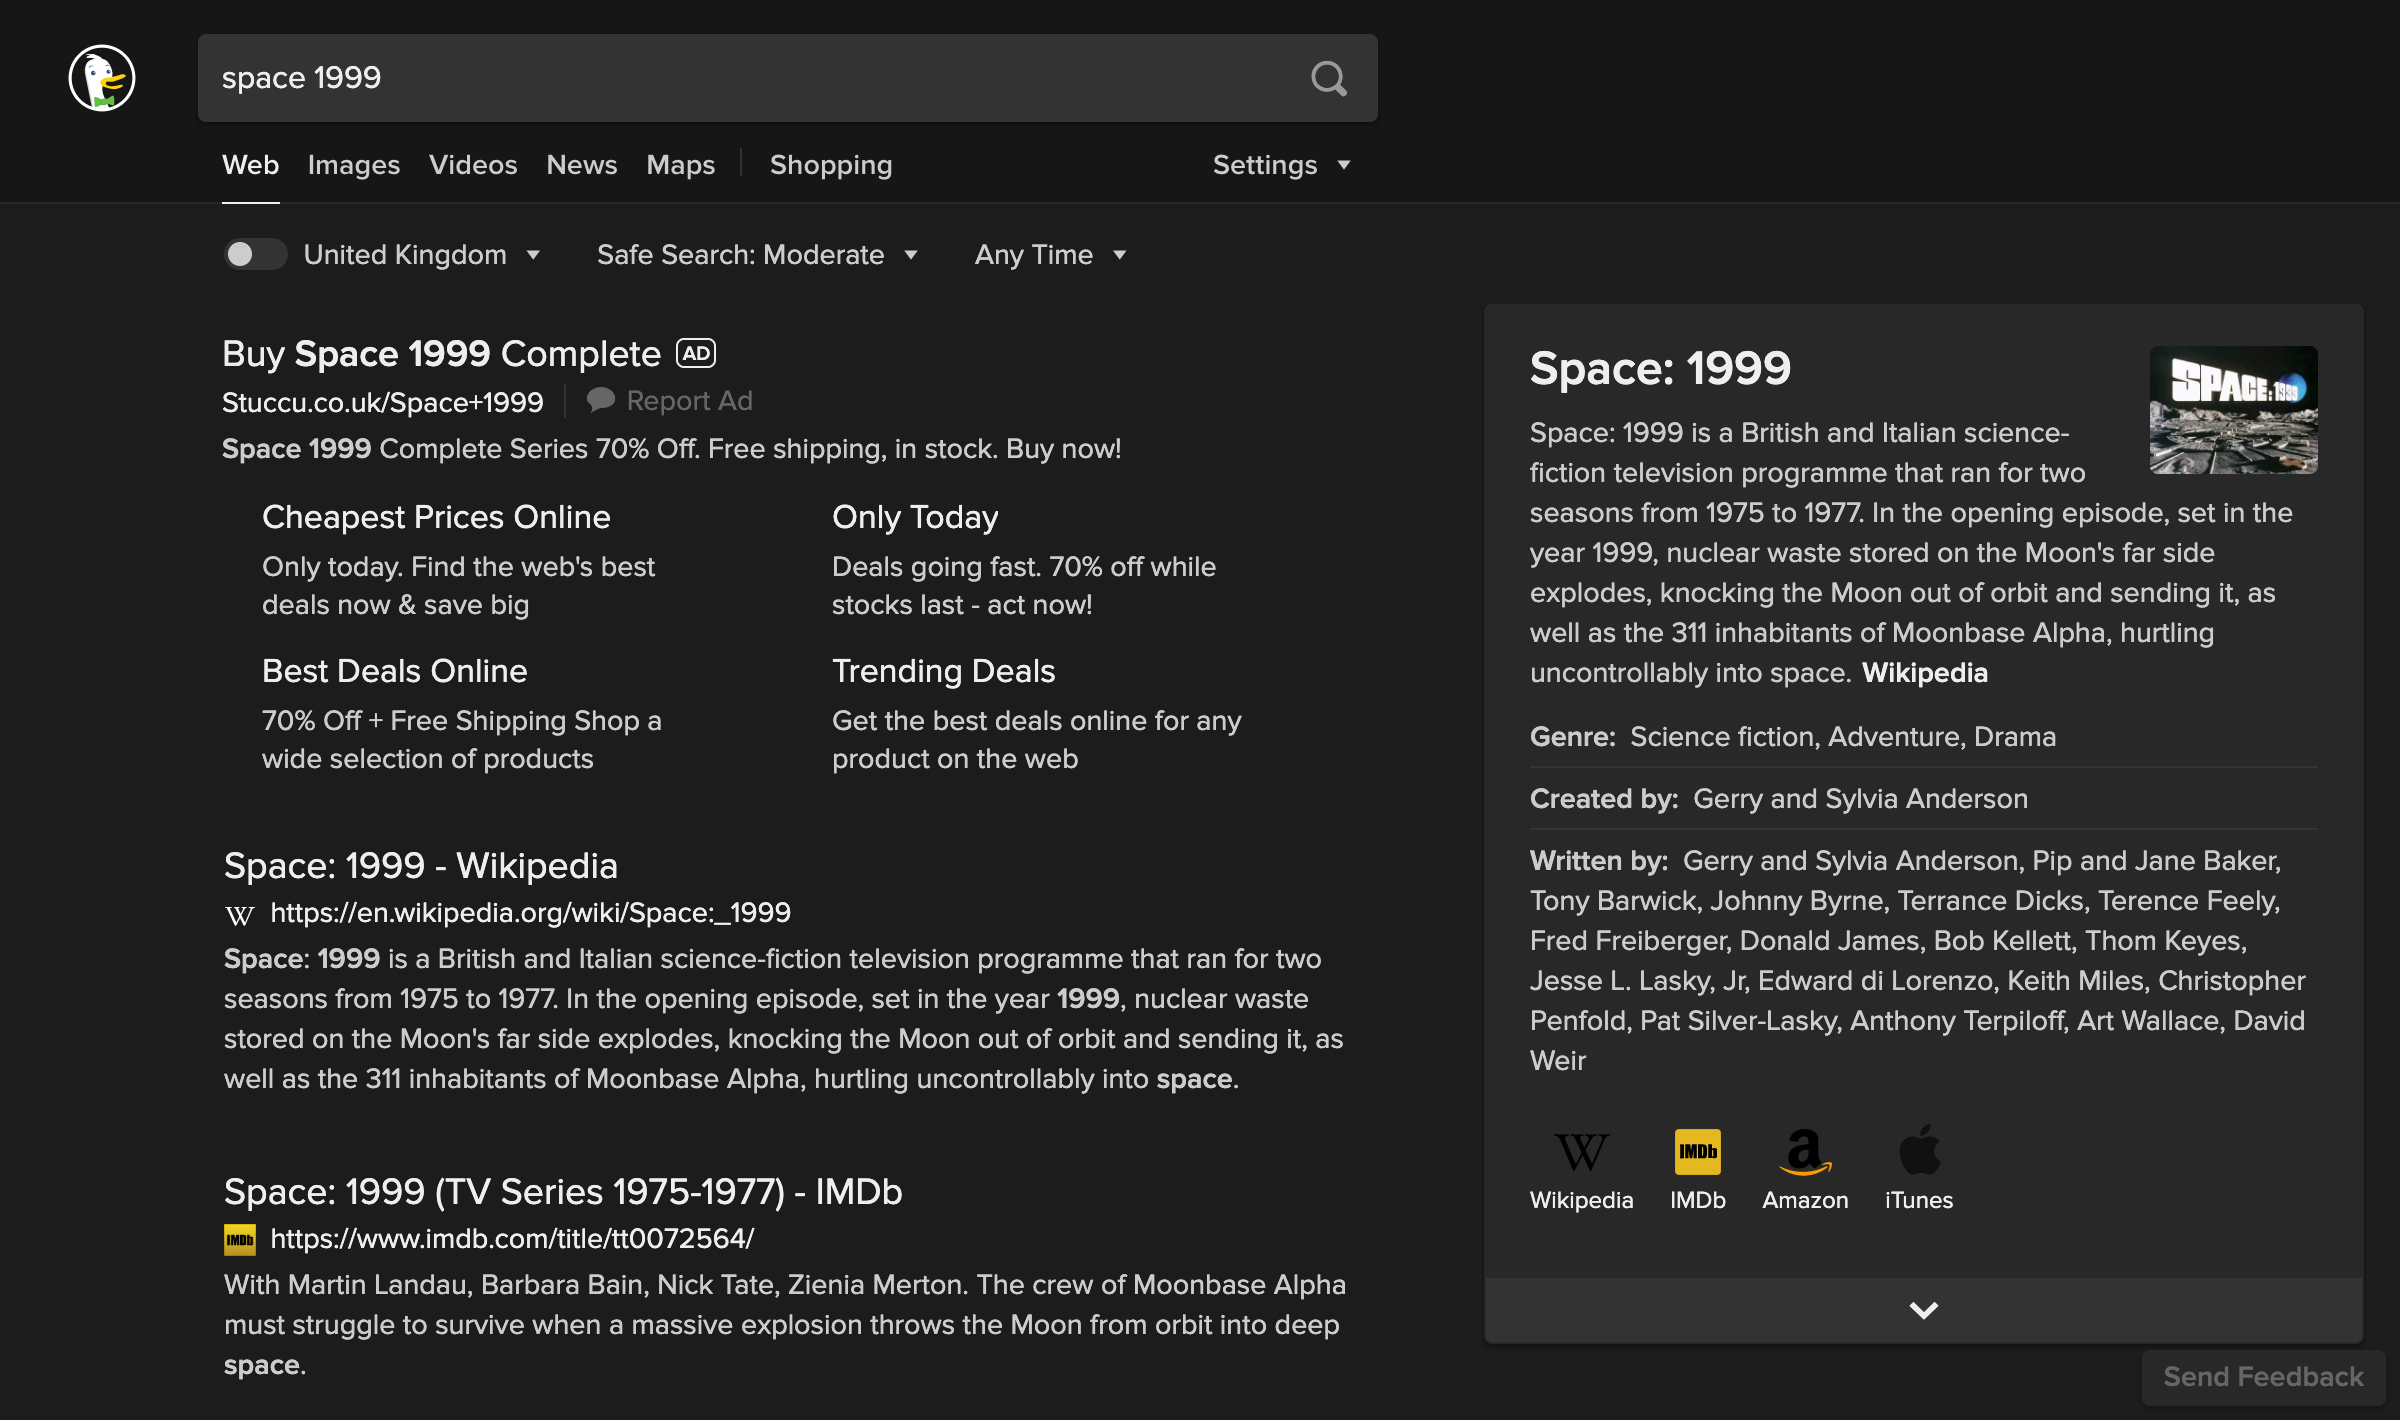 space 1999
Web Images Videos News Maps Shopping Settings
United Kingdom Safe Search: Moderate Any Time
Buy Space 1999 Complete AD
Stuccu.co.uk/Space+1999 Report Ad
Space 1999 Complete Series 70% Off. Free shipping, in stock. Buy now!
Cheapest Prices Online
Only today. Find the web's best
deals now & save big
Only Today
Deals going fast. 70% off while
stocks last - act now!
Best Deals Online
70% Off + Free Shipping Shop a
wide selection of products
Trending Deals
Get the best deals online for any
product on the web
Space: 1999 - Wikipedia
W https://en.wikipedia.org/wiki/Space:_1999
Space: 1999 is a British and Italian science-fiction television programme that ran for two
seasons from 1975 to 1977. In the opening episode, set in the year 1999, nuclear waste
stored on the Moon's far side explodes, knocking the Moon out of orbit and sending it, as
well as the 311 inhabitants of Moonbase Alpha, hurtling uncontrollably into space.
Space: 1999 (TV Series 1975-1977) - IMDb
IMDb https://www.imdb.com/title/tt0072564/
With Martin Landau, Barbara Bain, Nick Tate, Zienia Merton. The crew of Moonbase Alpha
must struggle to survive when a massive explosion throws the Moon from orbit into deep
space.
Space: 1999
SPACE: 1999
Space: 1999 is a British and Italian science-
fiction television programme that ran for two
seasons from 1975 to 1977. In the opening episode, set in the
year 1999, nuclear waste stored on the Moon's far side
explodes, knocking the Moon out of orbit and sending it, as
well as the 311 inhabitants of Moonbase Alpha, hurtling
uncontrollably into space. Wikipedia
Genre: Science fiction, Adventure, Drama
Created by: Gerry and Sylvia Anderson
Written by: Gerry and Sylvia Anderson, Pip and Jane Baker,
Tony Barwick, Johnny Byrne, Terrance Dicks, Terence Feely,
Fred Freiberger, Donald James, Bob Kellett, Thom Keyes,
Jesse L. Lasky, Jr, Edward di Lorenzo, Keith Miles, Christopher
Penfold, Pat Silver-Lasky, Anthony Terpiloff, Art Wallace, David
Weir
W IMDb a
Wikipedia IMDb Amazon iTunes
Send Feedback